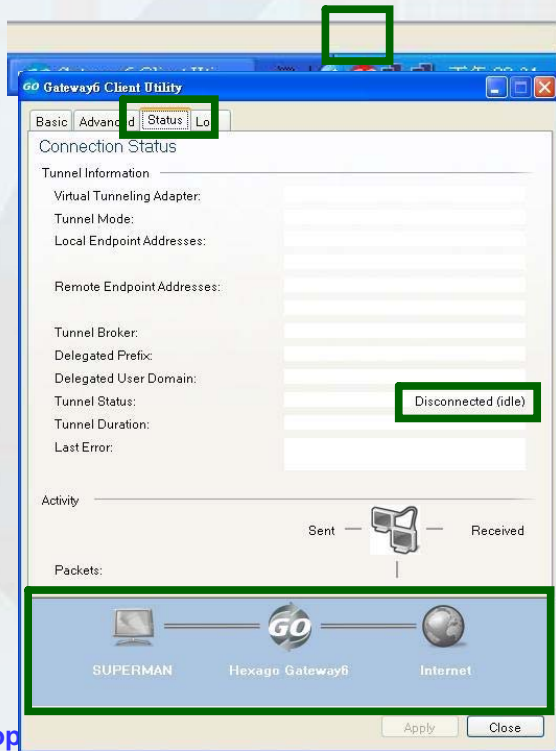 GO Gateway6 Client Utility
Basic Advanced Status
Connection Status
Tunnel Information
Virtual Tunneling Adapter:
Tunnel Mode:
Local Endpoint Addresses:
Remote Endpoint Addresses:
Tunnel Broker:
Delegated Prefix:
Delegated User Domain:
Tunnel Status: Disconnected (idle)
Tunnel Duration:
Last Error:
Activity
Sent Received
Packets:
GO
SUPERMAN Hexago Gateway6 Internet
Apply Close